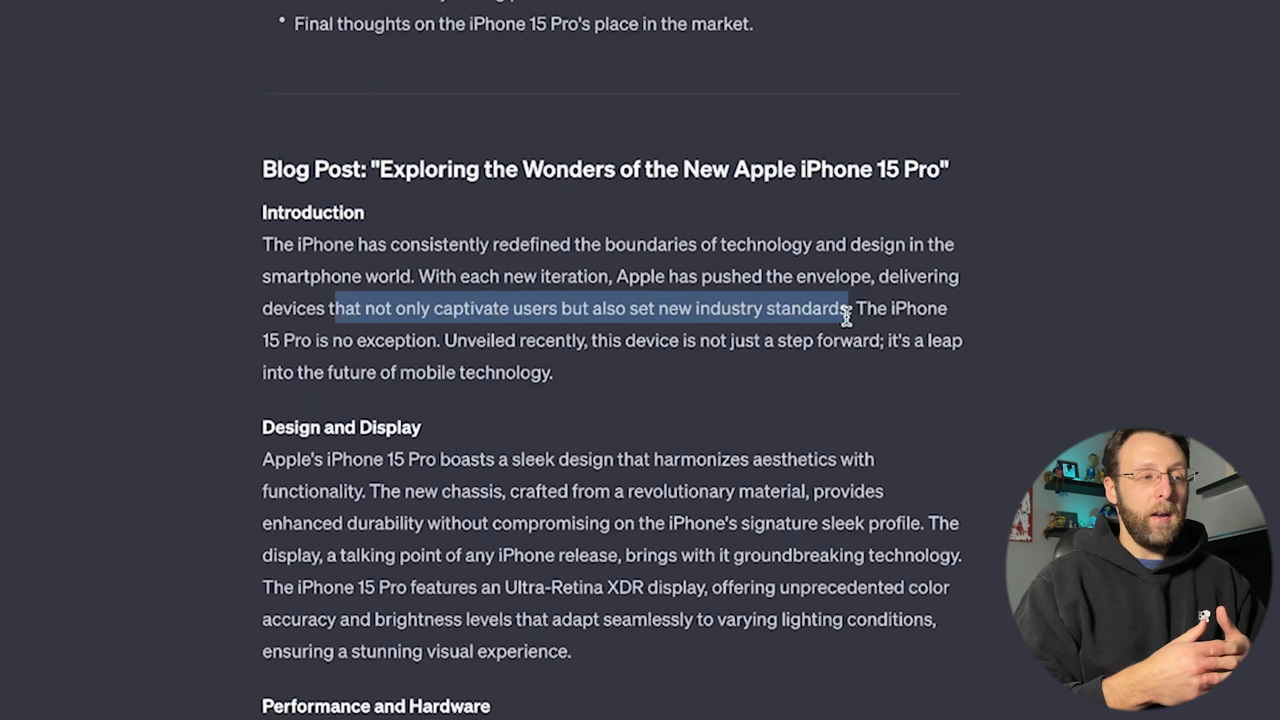 • Final thoughts on the iPhone 15 Pro's place in the market.
Blog Post: "Exploring the Wonders of the New Apple iPhone 15 Pro"
Introduction
The iPhone has consistently redefined the boundaries of technology and design in the
smartphone world. With each new iteration, Apple has pushed the envelope, delivering
devices that not only captivate users but also set new industry standards. The iPhone
15 Pro is no exception. Unveiled recently, this device is not just a step forward; it's a leap
into the future of mobile technology.
Design and Display
Apple's iPhone 15 Pro boasts a sleek design that harmonizes aesthetics with
functionality. The new chassis, crafted from a revolutionary material, provides
enhanced durability without compromising on the iPhone's signature sleek profile. The
display, a talking point of any iPhone release, brings with it groundbreaking technology.
The iPhone 15 Pro features an Ultra-Retina XDR display, offering unprecedented color
accuracy and brightness levels that adapt seamlessly to varying lighting conditions,
ensuring a stunning visual experience.
Performance and Hardware